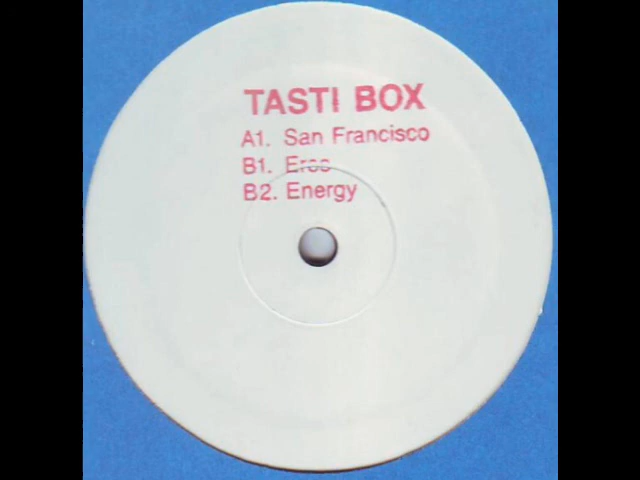 TASTI BOX
A1. San Francisco
B1. Eros
B2. Energy